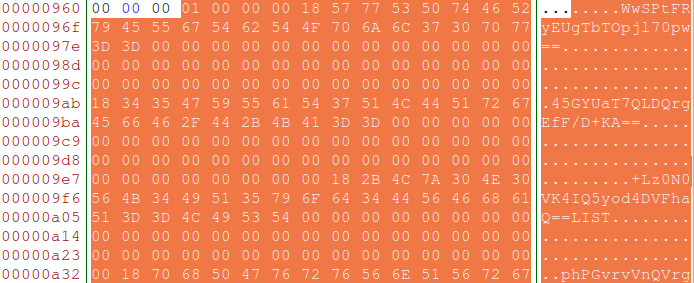 00000960 00 00 00 01 00 00 00 18 57 77 53 50 74 46 52 ........WwSPtFR
0000096f 79 45 55 67 54 62 54 4F 70 6A 6C 37 30 70 77 yEUgTbTOpjl70pw
0000097e 3D 3D 00 00 00 00 00 00 00 00 00 00 00 00 00 ==.............
0000098d 00 00 00 00 00 00 00 00 00 00 00 00 00 00 00 ...............
0000099c 00 00 00 00 00 00 00 00 00 00 00 00 00 00 00 ...............
000009ab 18 34 35 47 59 55 61 54 37 51 4C 44 51 72 67 .45GYUaT7QLDQrg
000009ba 45 66 46 2F 44 2B 4B 41 3D 3D 00 00 00 00 00 EfF/D+KA==.....
000009c9 00 00 00 00 00 00 00 00 00 00 00 00 00 00 00 ...............
000009d8 00 00 00 00 00 00 00 00 00 00 00 00 00 00 00 ...............
000009e7 00 00 00 00 00 00 00 00 18 2B 4C 7A 30 4E 30 .........+Lz0N0
000009f6 56 4B 34 49 51 35 79 6F 64 34 44 56 46 68 61 VK4IQ5yod4DVFha
00000a05 51 3D 3D 4C 49 53 54 00 00 00 00 00 00 00 00 Q==LIST........
00000a14 00 00 00 00 00 00 00 00 00 00 00 00 00 00 00 ...............
00000a23 00 00 00 00 00 00 00 00 00 00 00 00 00 00 00 ...............
00000a32 00 18 70 68 50 47 76 72 76 56 6E 51 56 72 67 ..phPGvrvVnQVrg